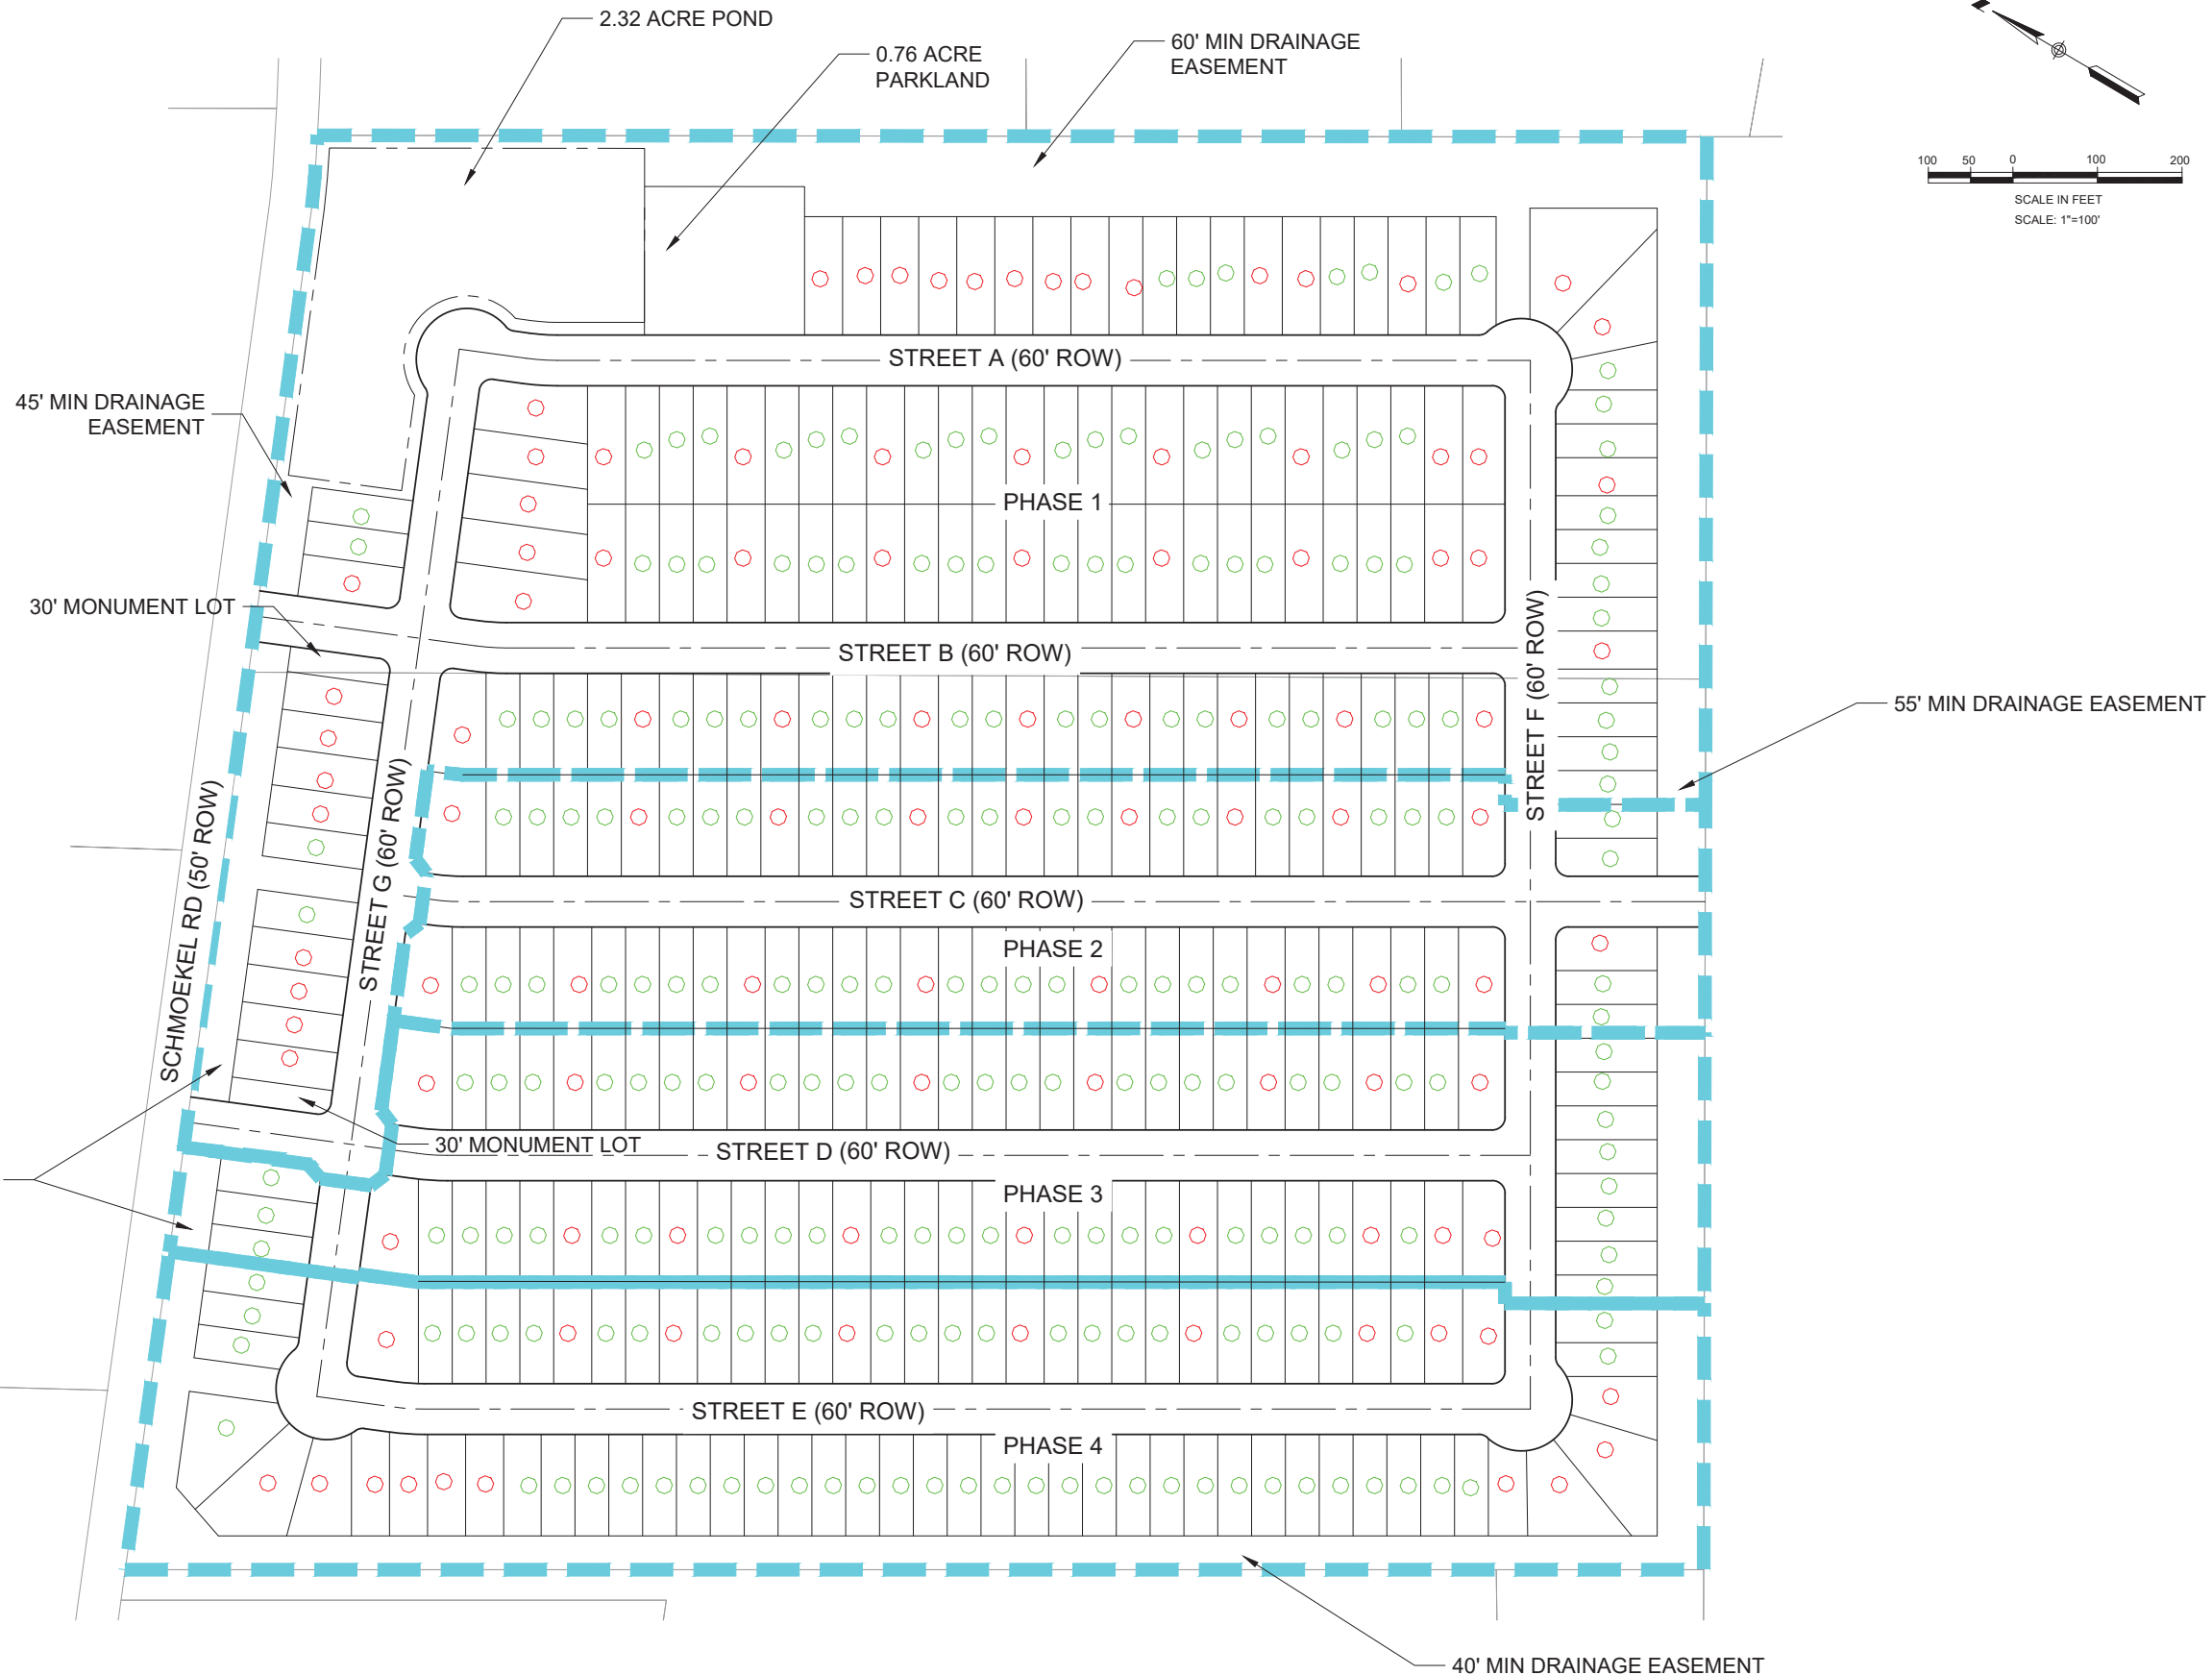 2.32 ACRE POND
0.76 ACRE
PARKLAND
60' MIN DRAINAGE
EASEMENT
100 50 0 100 200
SCALE IN FEET
SCALE: 1"=100'
STREET A (60' ROW)
45' MIN DRAINAGE
EASEMENT
PHASE 1
30' MONUMENT LOT
STREET B (60' ROW)
STREET F (60' ROW)
55' MIN DRAINAGE EASEMENT
SCHMOEKEL RD (50' ROW)
STREET G (60' ROW)
STREET C (60' ROW)
PHASE 2
30' MONUMENT LOT
STREET D (60' ROW)
PHASE 3
STREET E (60' ROW)
PHASE 4
40' MIN DRAINAGE EASEMENT